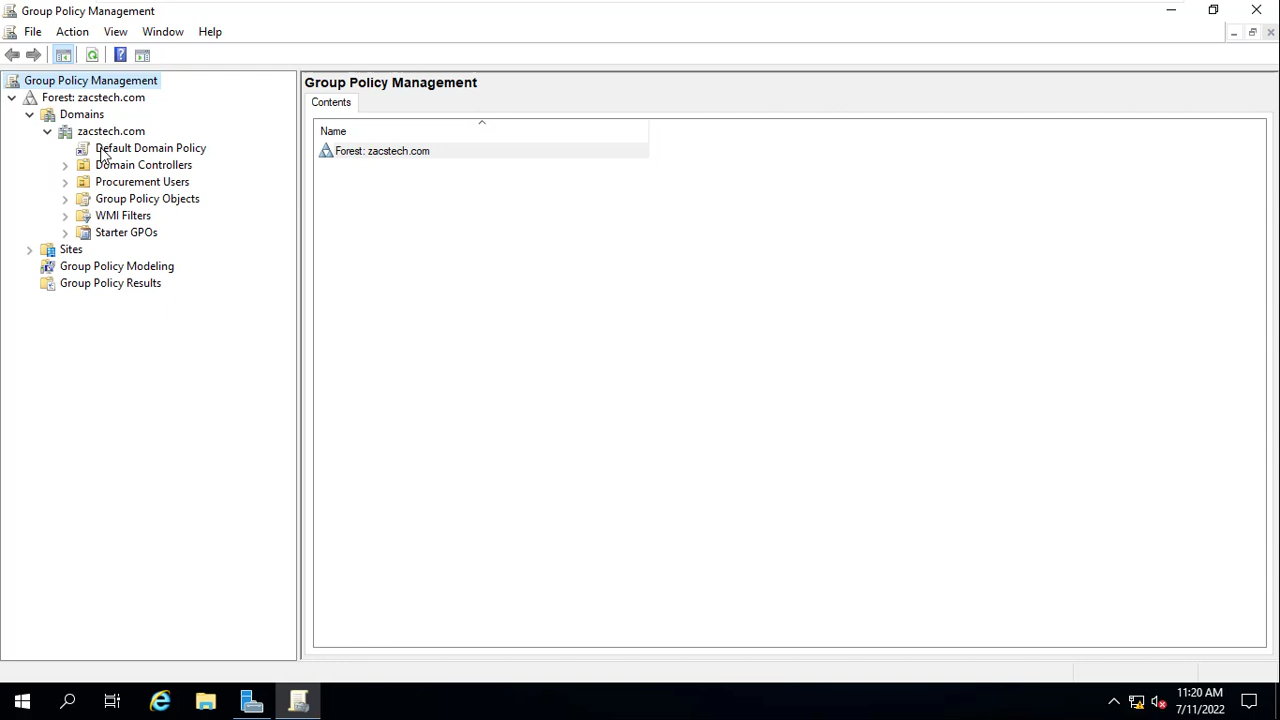 Group Policy Management
File Action View Window Help
Group Policy Management
Forest: zacstech.com
Domains
zacstech.com
Default Domain Policy
Domain Controllers
Procurement Users
Group Policy Objects
WMI Filters
Starter GPOs
Sites
Group Policy Modeling
Group Policy Results
Group Policy Management
Contents
Name
Forest: zacstech.com
11:20 AM
7/11/2022